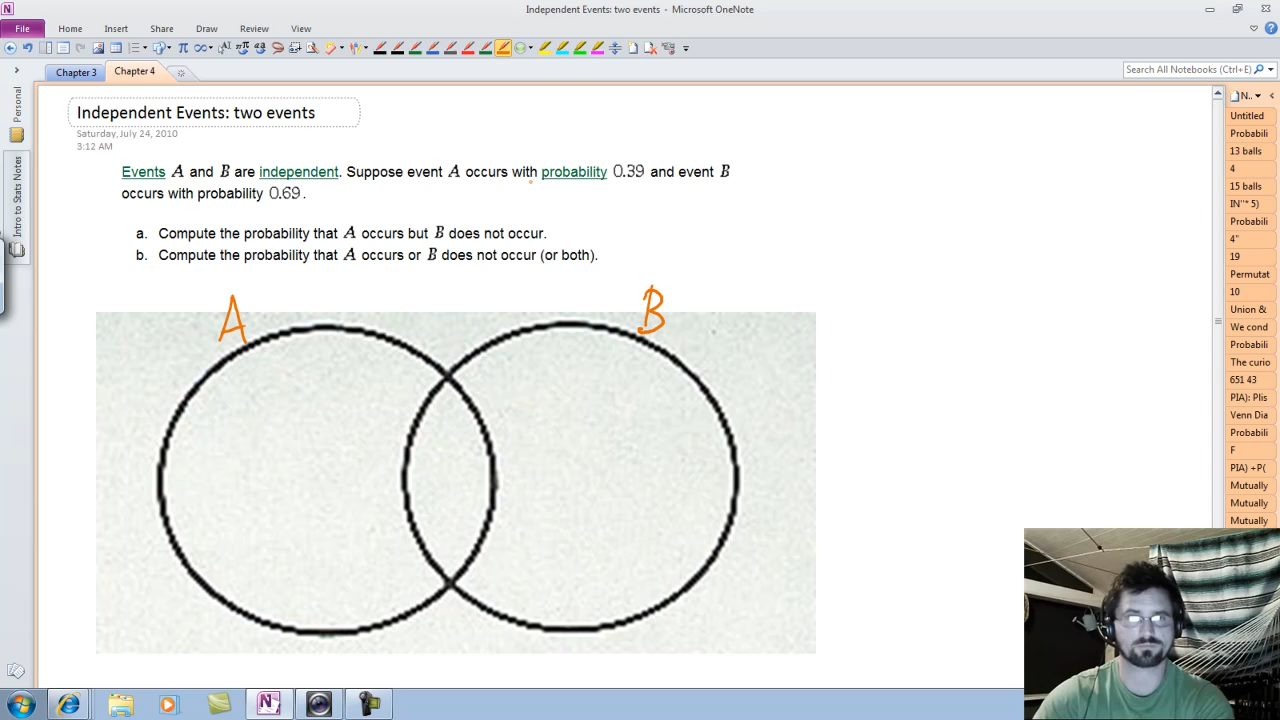 Independent Events: two events - Microsoft OneNote
File Home Insert Share Draw Review View
Chapter 3 Chapter 4 Search All Notebooks (Ctrl+E)
Personal
Intro to Stats Notes
Independent Events: two events
Saturday, July 24, 2010
3:12 AM
Events A and B are independent. Suppose event A occurs with probability 0.39 and event B
occurs with probability 0.69.
a. Compute the probability that A occurs but B does not occur.
b. Compute the probability that A occurs or B does not occur (or both).
A B
N..
Untitled
Probabili
13 balls
4
15 balls
IN"* 5)
Probabili
4"
19
Permutat
10
Union &
We cond
Probabili
The curio
651 43
P(A): Plis
Venn Dia
Probabili
F
P(A) +P(
Mutually
Mutually
Mutually